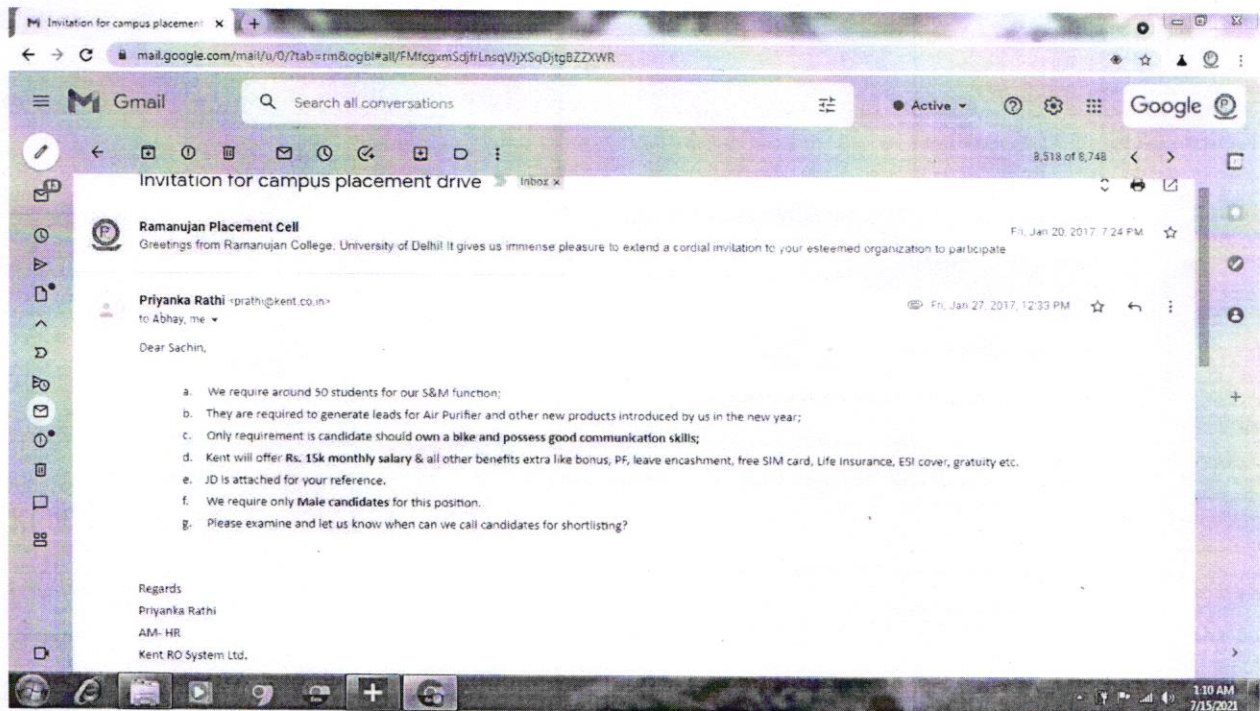 Invitation for campus placement × +
mail.google.com/mail/u/0/?tab=rm&ogbl#all/FMfcgxmSdjfrLnsqVJjXSqDjtgBZZXWR
Gmail Search all conversations Active Google
8,518 of 8,748
Invitation for campus placement drive Inbox ×
Ramanujan Placement Cell Fri, Jan 20, 2017, 7:24 PM
Greetings from Ramanujan College, University of Delhi! It gives us immense pleasure to extend a cordial invitation to your esteemed organization to participate
Priyanka Rathi <prathi@kent.co.in> Fri, Jan 27, 2017, 12:33 PM
to Abhay, me
Dear Sachin,
a. We require around 50 students for our S&M function;
b. They are required to generate leads for Air Purifier and other new products introduced by us in the new year;
c. Only requirement is candidate should own a bike and possess good communication skills;
d. Kent will offer Rs. 15k monthly salary & all other benefits extra like bonus, PF, leave encashment, free SIM card, Life Insurance, ESI cover, gratuity etc.
e. JD is attached for your reference.
f. We require only Male candidates for this position.
g. Please examine and let us know when can we call candidates for shortlisting?
Regards
Priyanka Rathi
AM- HR
Kent RO System Ltd.
1:10 AM
7/15/2021